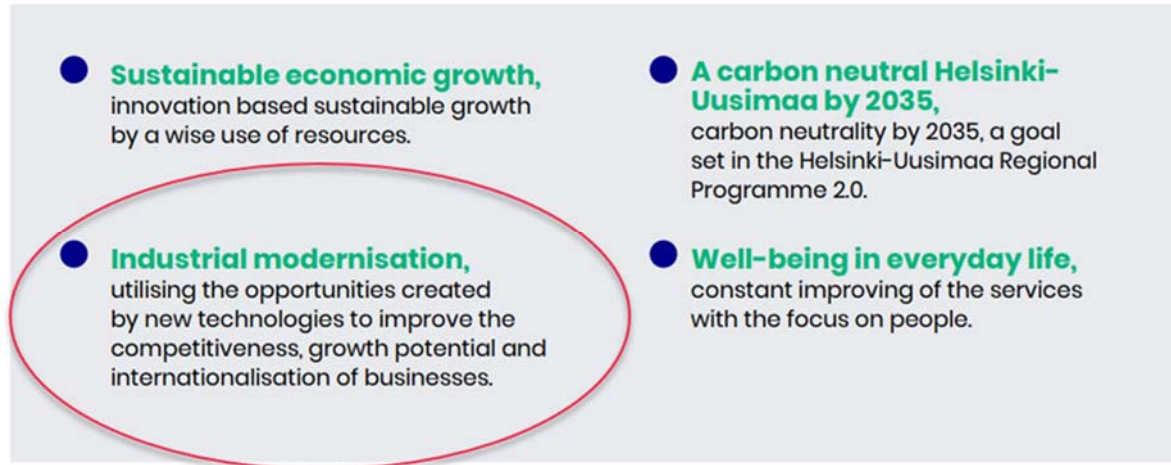 Sustainable economic growth,
innovation based sustainable growth
by a wise use of resources.
Industrial modernisation,
utilising the opportunities created
by new technologies to improve the
competitiveness, growth potential and
internationalisation of businesses.
A carbon neutral Helsinki-
Uusimaa by 2035,
carbon neutrality by 2035, a goal
set in the Helsinki-Uusimaa Regional
Programme 2.0.
Well-being in everyday life,
constant improving of the services
with the focus on people.